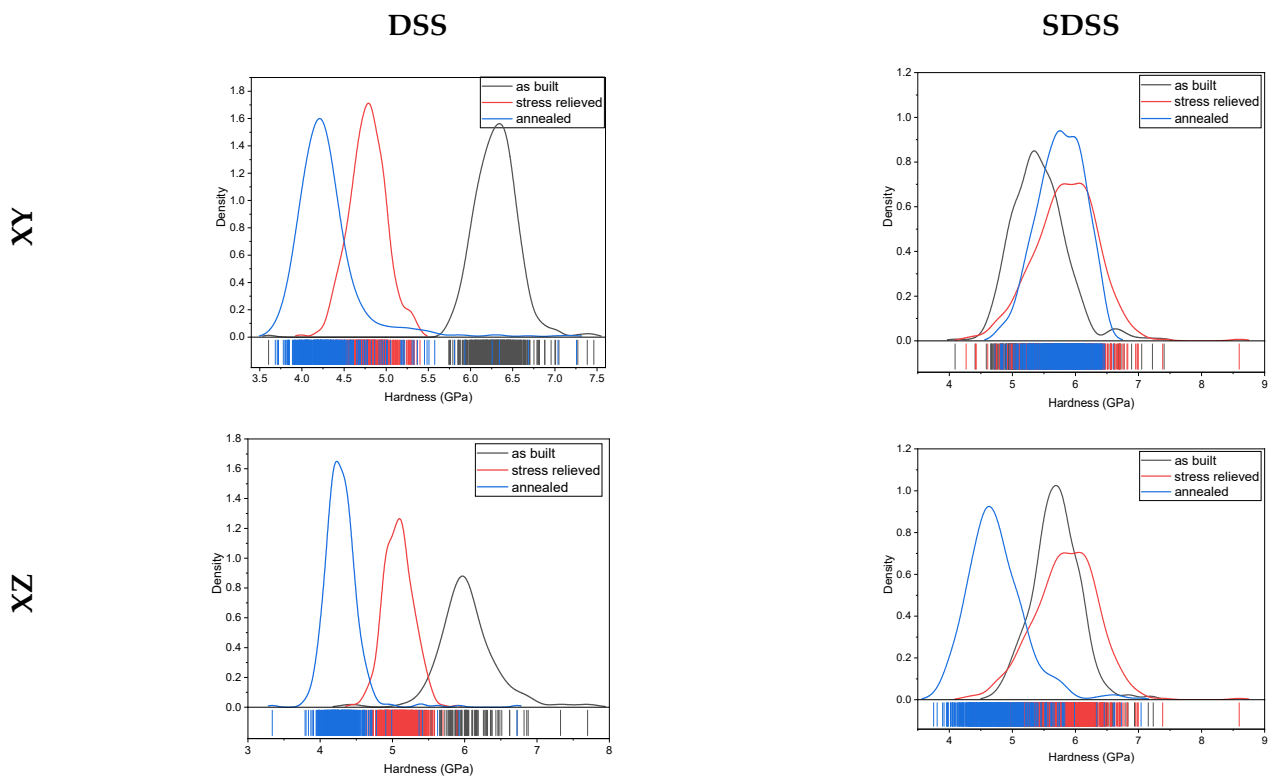 DSS
SDSS
XY
as built
stress relieved
annealed
Density
1.8
1.6
1.4
1.2
1.0
0.8
0.6
0.4
0.2
0.0
3.5 4.0 4.5 5.0 5.5 6.0 6.5 7.0 7.5
Hardness (GPa)
as built
stress relieved
annealed
Density
1.2
1.0
0.8
0.6
0.4
0.2
0.0
4 5 6 7 8 9
Hardness (GPa)
XZ
as built
stress relieved
annealed
Density
1.8
1.6
1.4
1.2
1.0
0.8
0.6
0.4
0.2
0.0
3 4 5 6 7 8
Hardness (GPa)
as built
stress relieved
annealed
Density
1.2
1.0
0.8
0.6
0.4
0.2
0.0
4 5 6 7 8 9
Hardness (GPa)